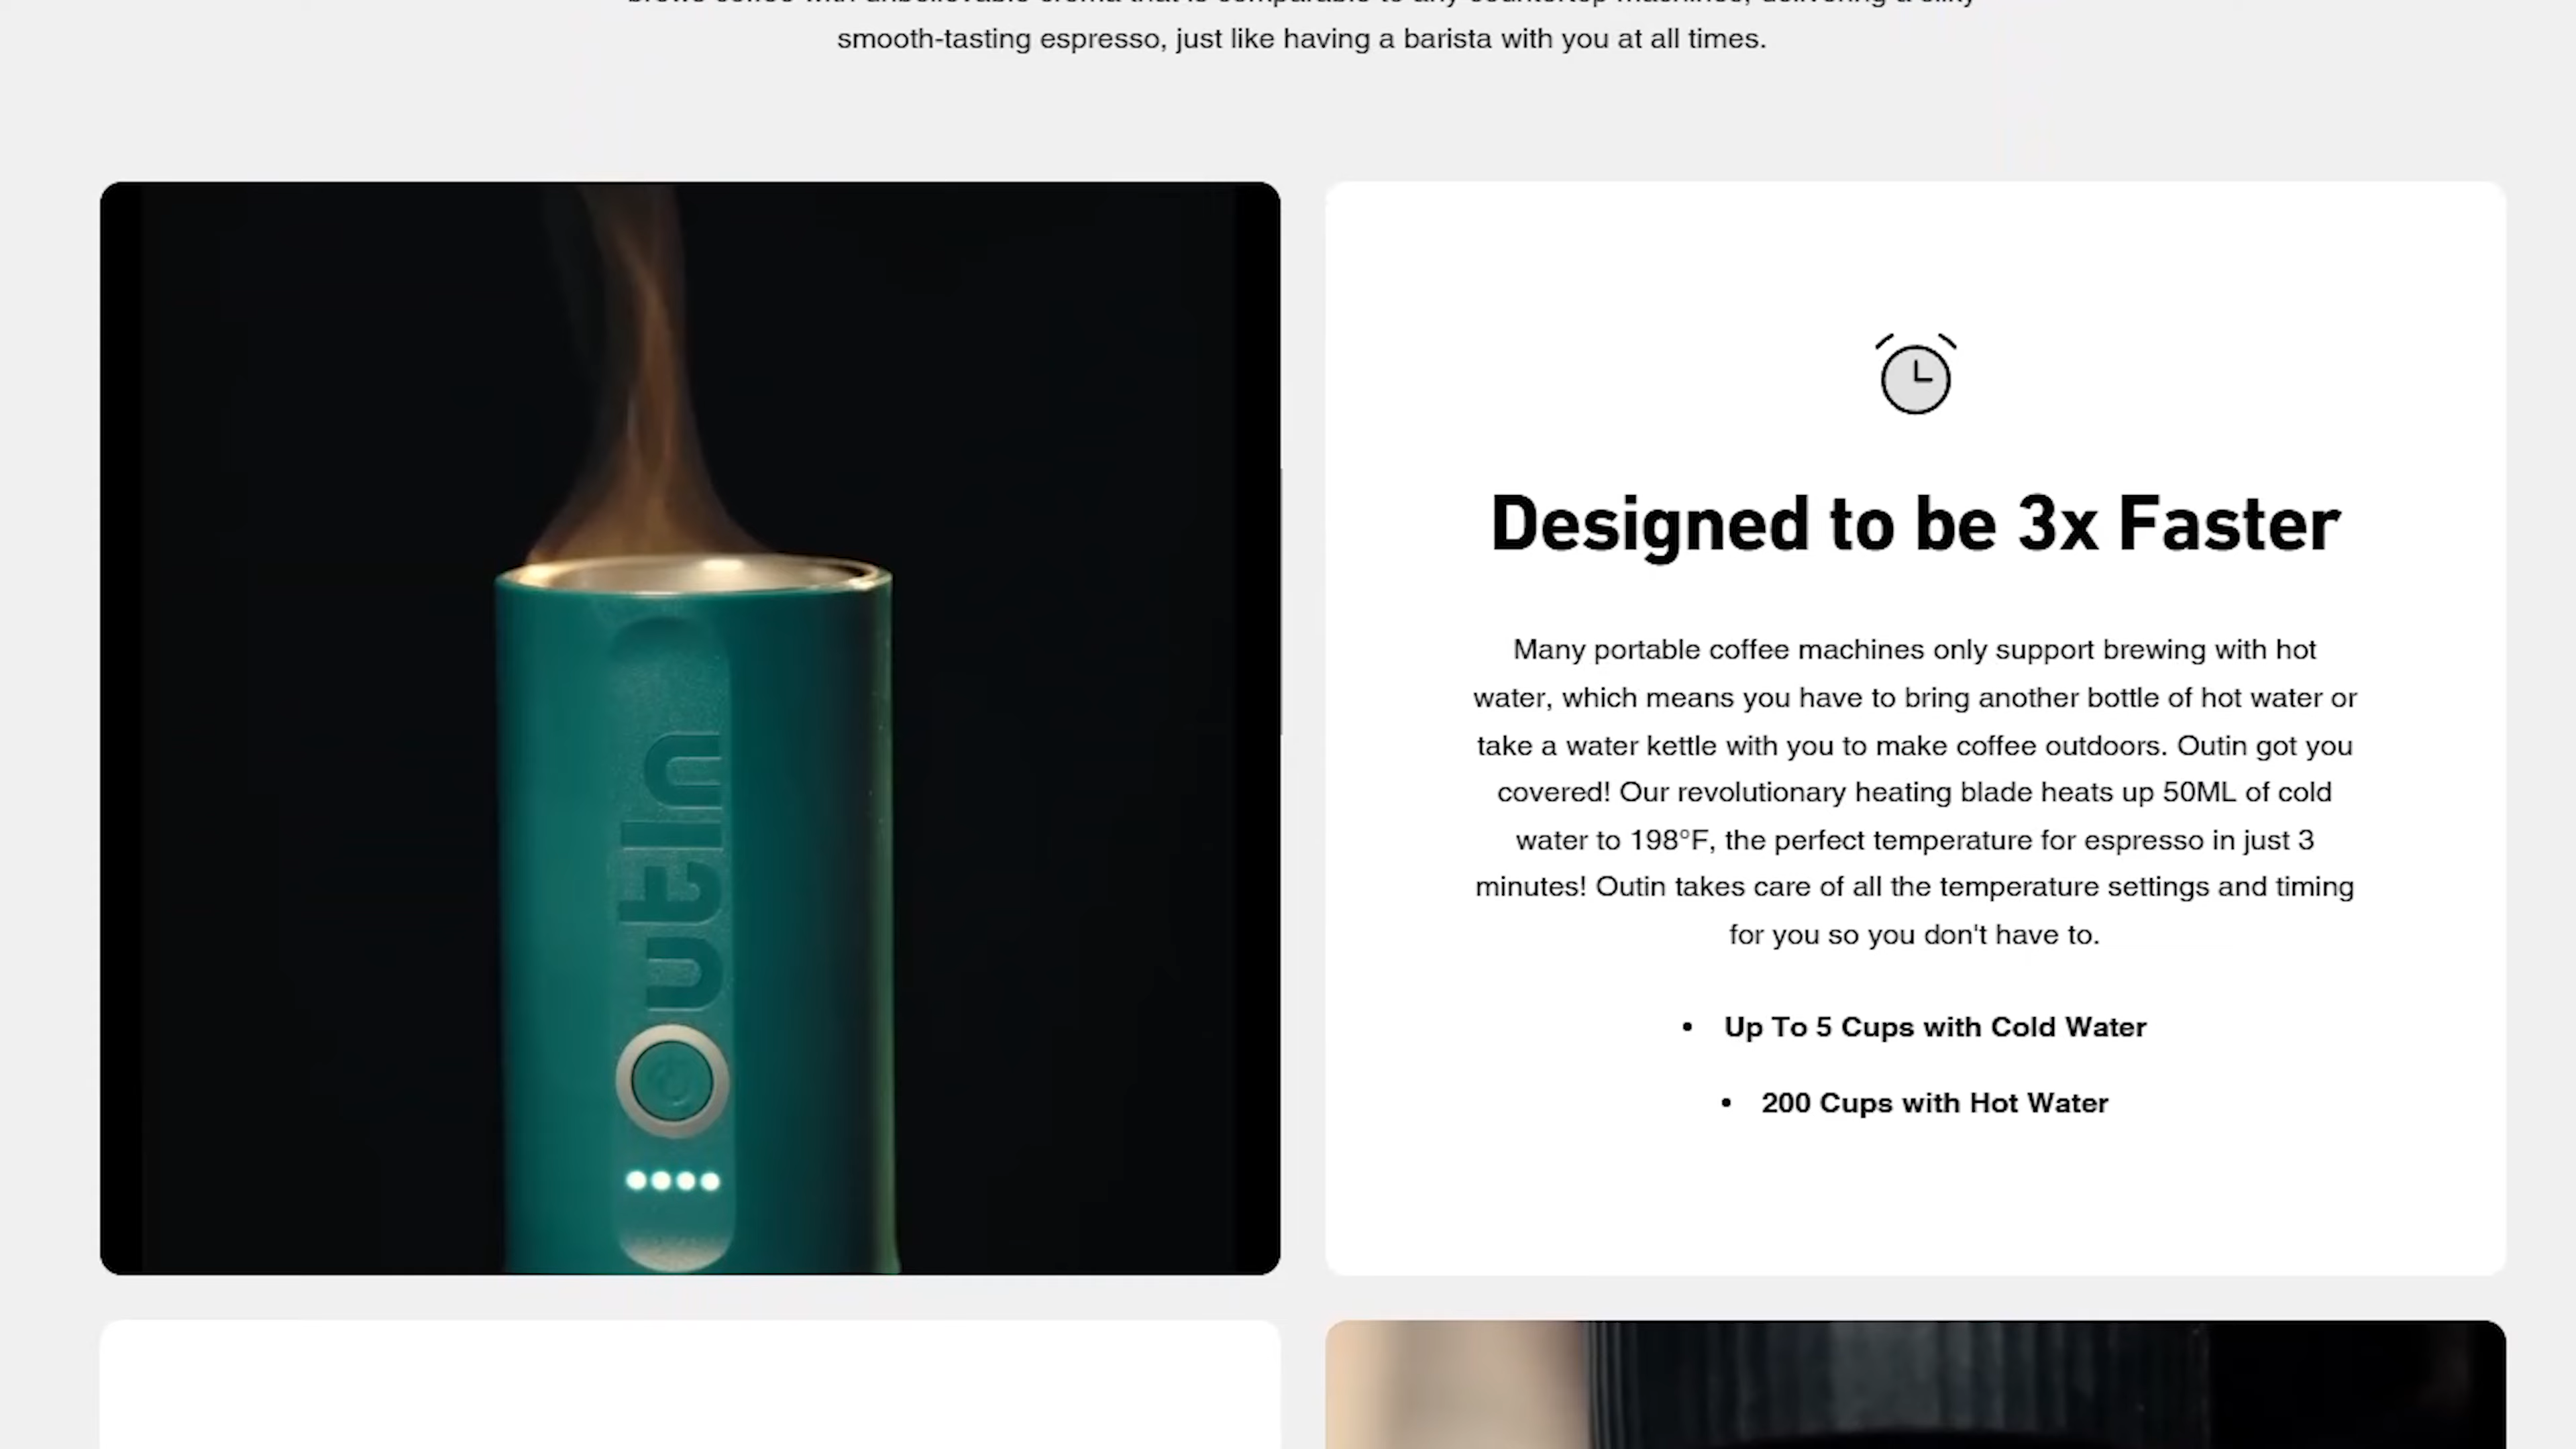 smooth-tasting espresso, just like having a barista with you at all times.
Designed to be 3x Faster
Many portable coffee machines only support brewing with hot
water, which means you have to bring another bottle of hot water or
take a water kettle with you to make coffee outdoors. Outin got you
covered! Our revolutionary heating blade heats up 50ML of cold
water to 198°F, the perfect temperature for espresso in just 3
minutes! Outin takes care of all the temperature settings and timing
for you so you don't have to.
• Up To 5 Cups with Cold Water
• 200 Cups with Hot Water